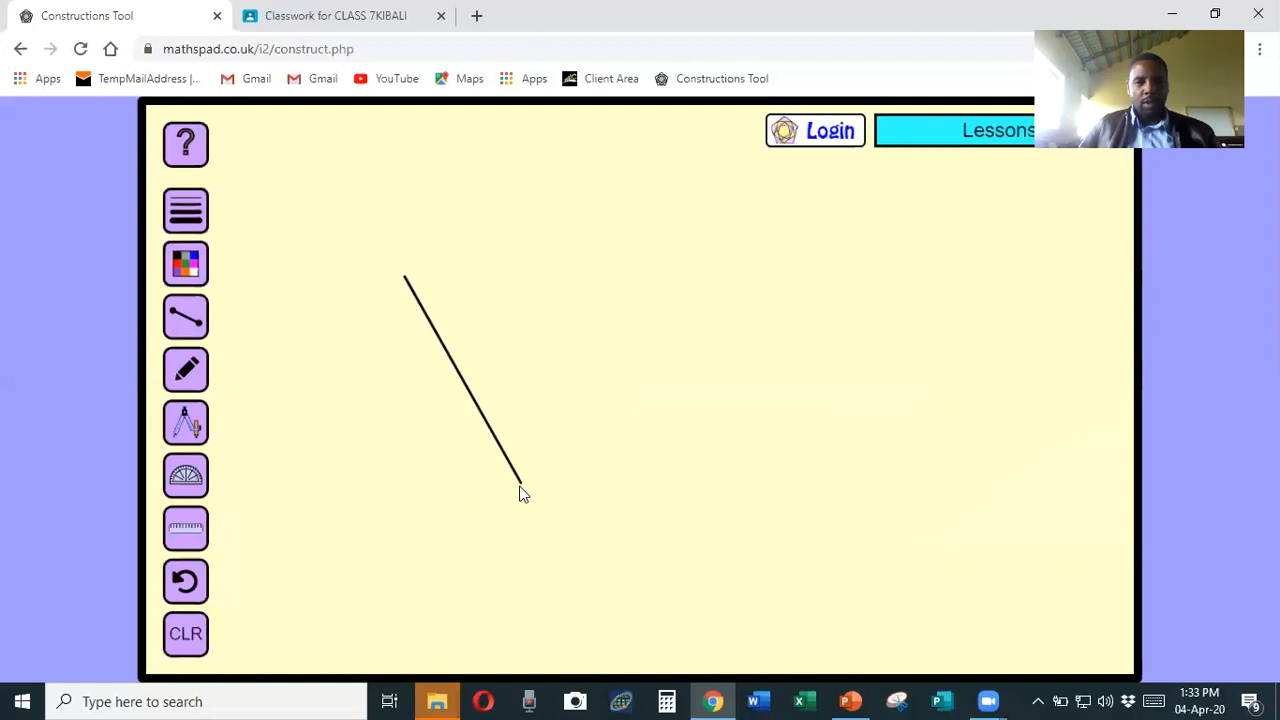 Constructions Tool
Classwork for CLASS 7KIBALI
mathspad.co.uk/i2/construct.php
Apps
TempMailAddress |...
Gmail
Gmail
YouTube
Maps
Apps
Client Area
Constructions Tool
?
Login
Lessons
CLR
Type here to search
1:33 PM
04-Apr-20
9